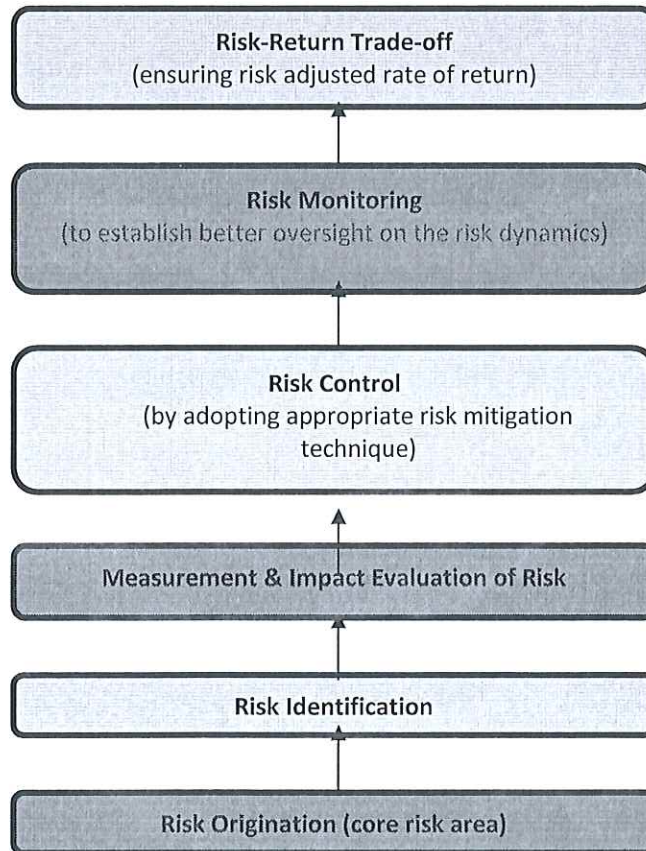 Risk-Return Trade-off
(ensuring risk adjusted rate of return)
Risk Monitoring
(to establish better oversight on the risk dynamics)
Risk Control
(by adopting appropriate risk mitigation
technique)
Measurement & Impact Evaluation of Risk
Risk Identification
Risk Origination (core risk area)